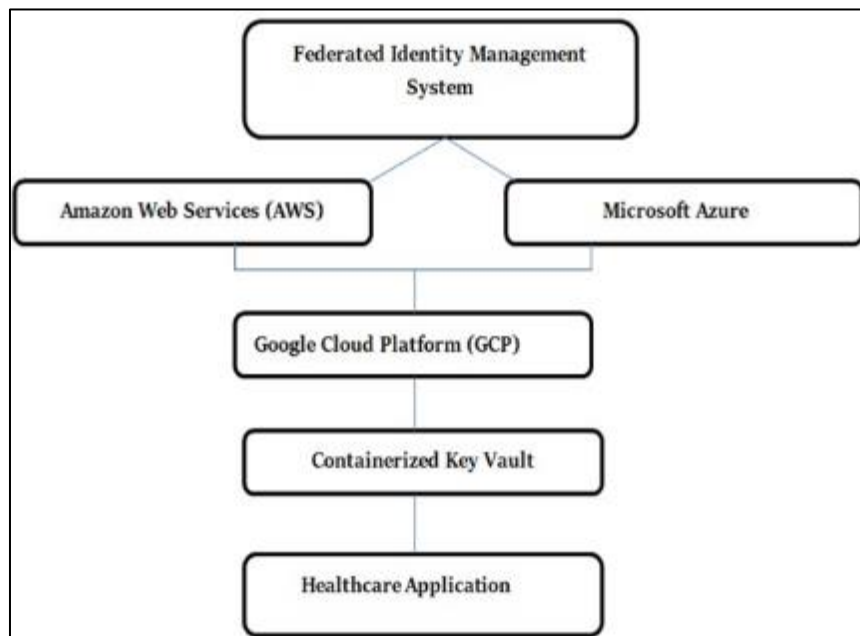 Federated Identity Management
System
Amazon Web Services (AWS)
Microsoft Azure
Google Cloud Platform (GCP)
Containerized Key Vault
Healthcare Application